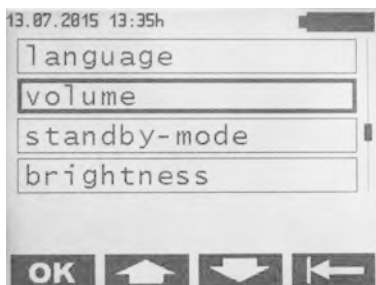 13.07.2015 13:35h
language
volume
standby-mode
brightness
OK